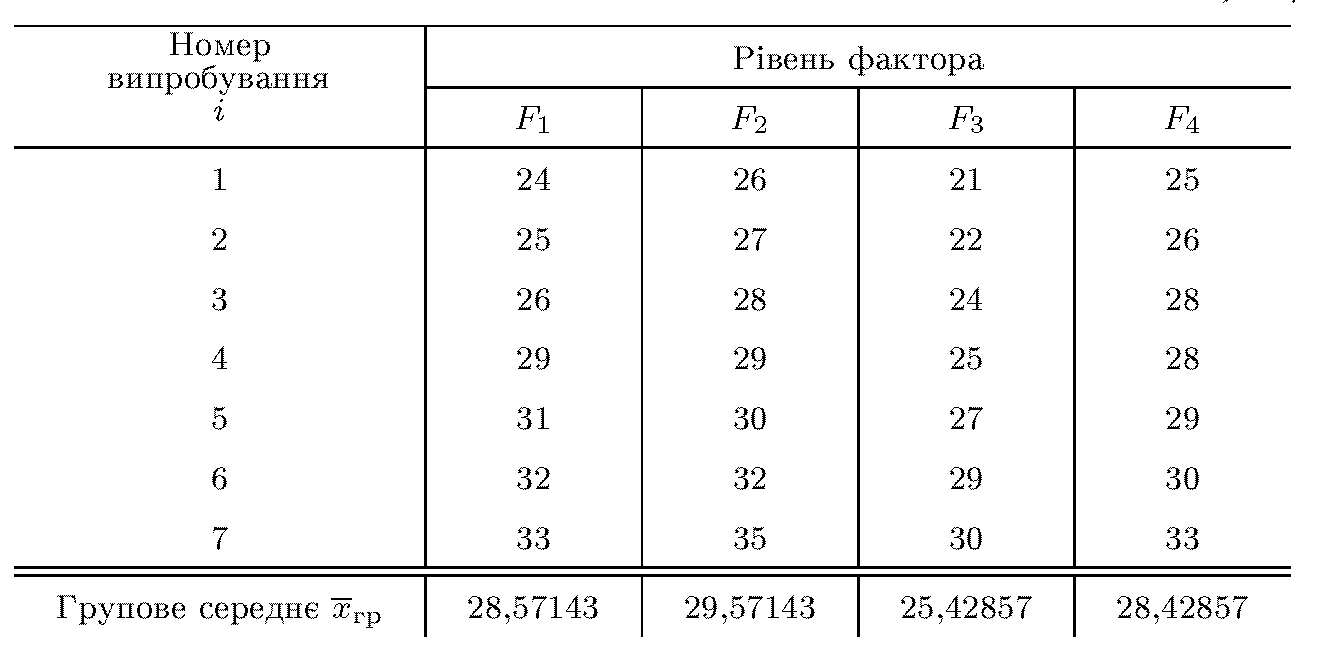 Номер
випробування
i
Рівень фактора
F₁ F₂ F₃ F₄
1 24 26 21 25
2 25 27 22 26
3 26 28 24 28
4 29 29 25 28
5 31 30 27 29
6 32 32 29 30
7 33 35 30 33
Групове середнє x̅гр 28,57143 29,57143 25,42857 28,42857